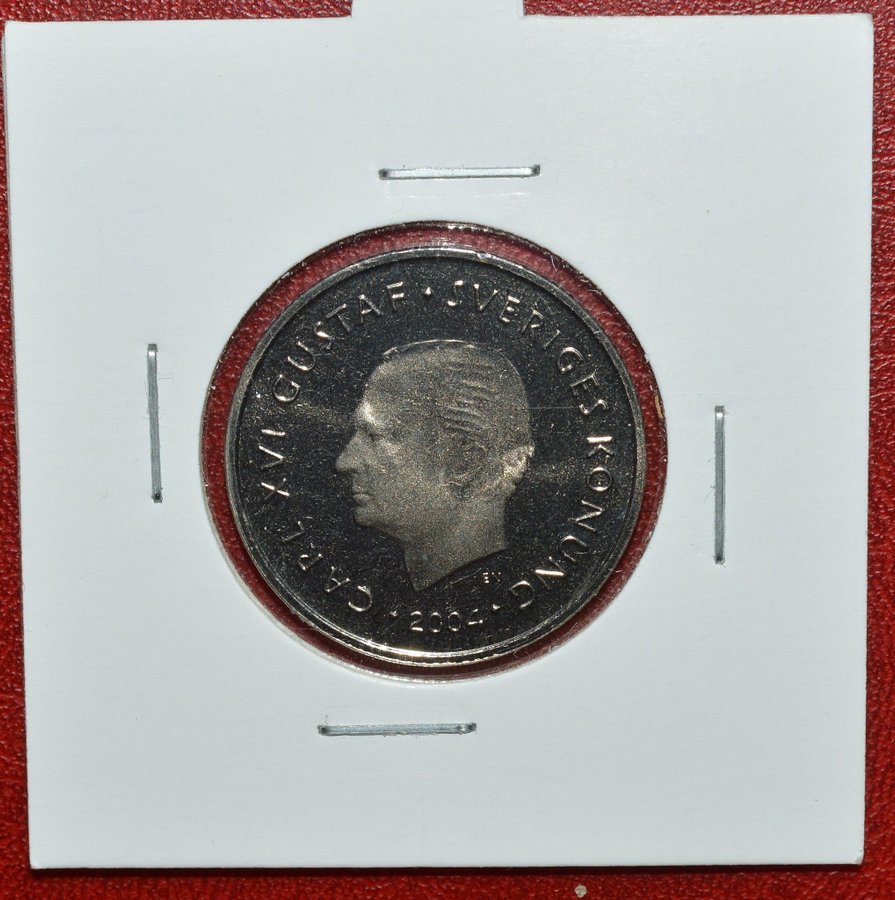 CARL XVI GUSTAF · SVERIGES KONUNG ·
2004 ·